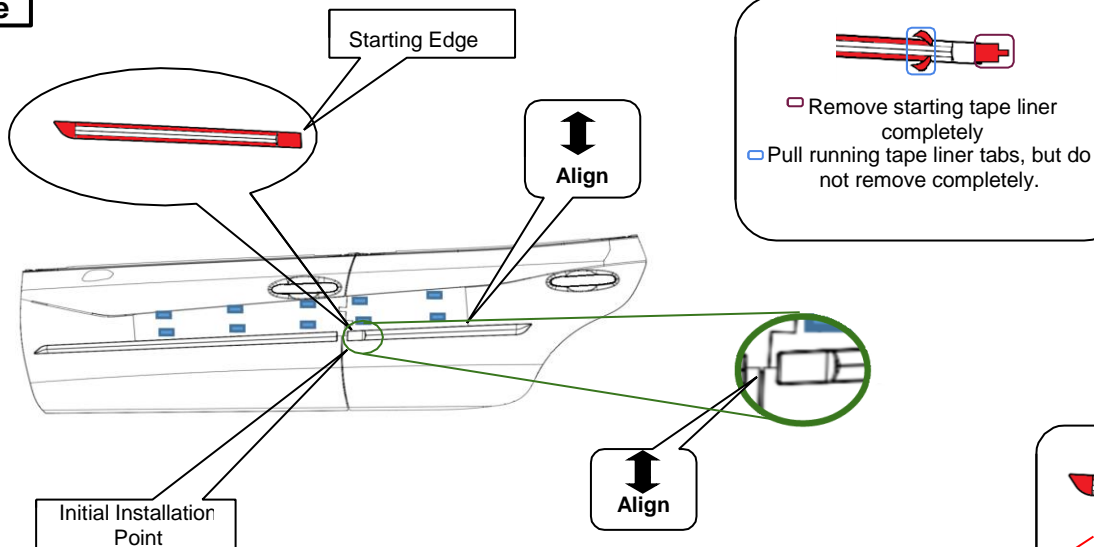 Starting Edge
Align
Remove starting tape liner
completely
Pull running tape liner tabs, but do
not remove completely.
Align
Initial Installation
Point